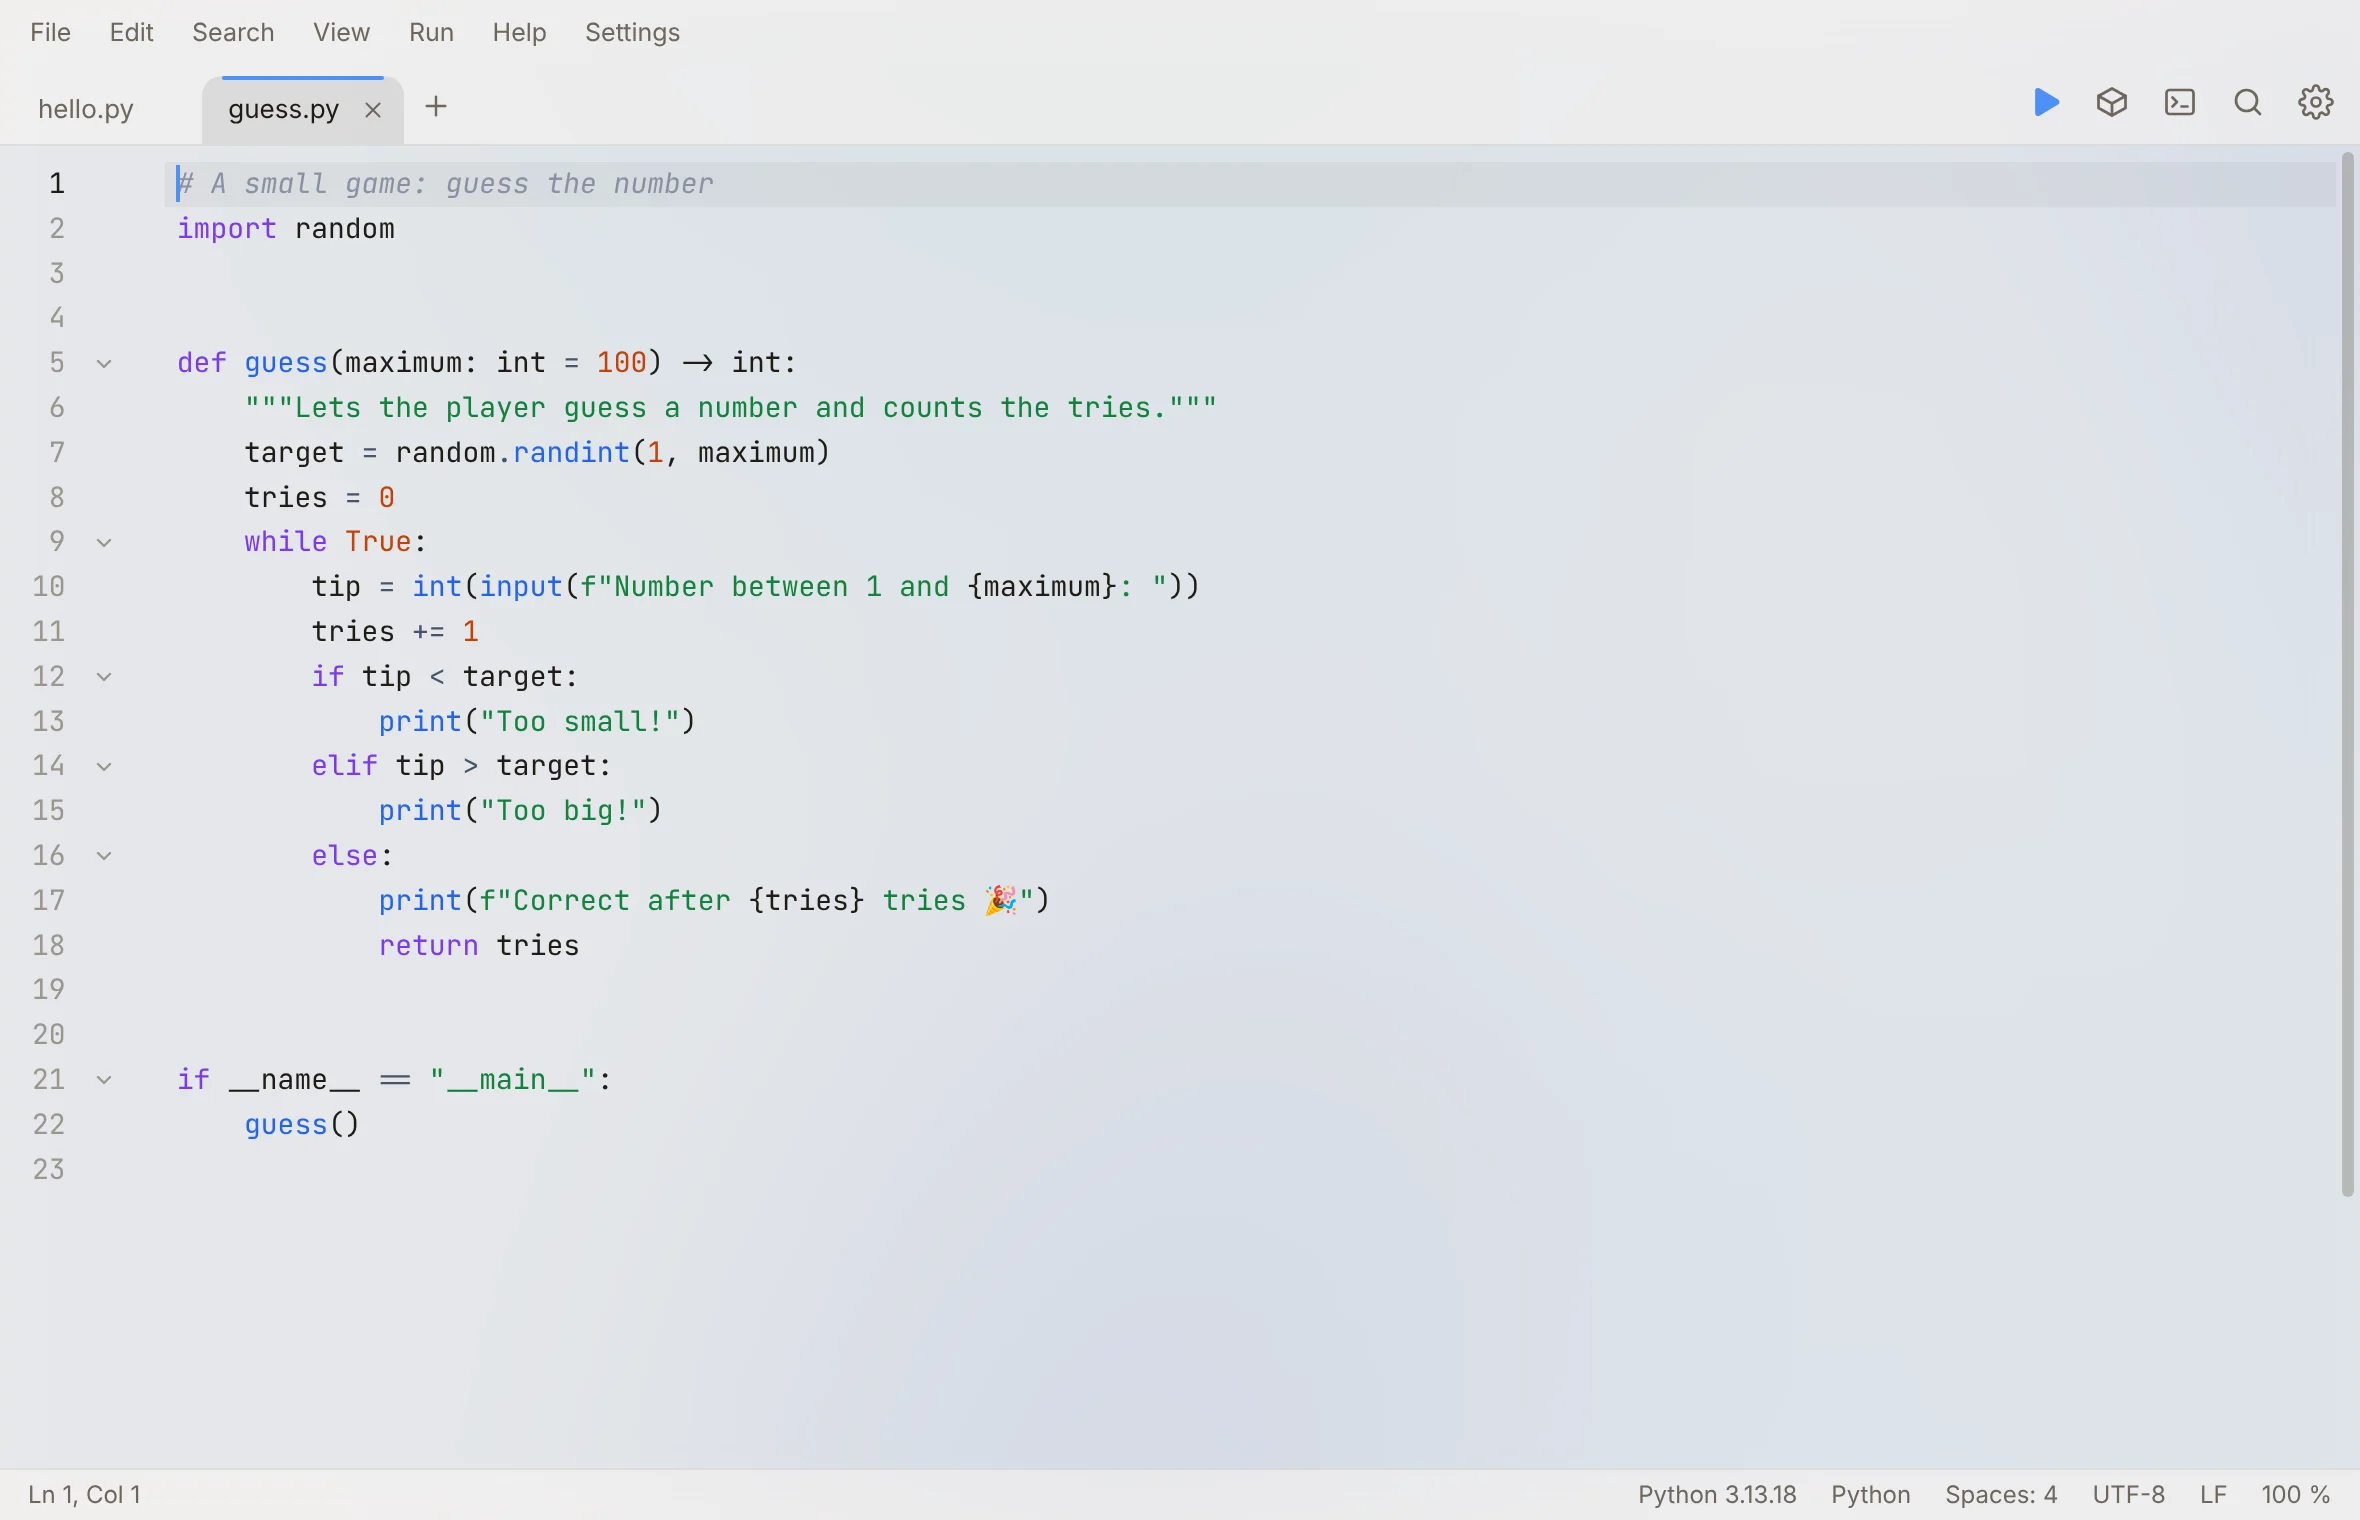 File Edit Search View Run Help Settings
hello.py guess.py × +
1 # A small game: guess the number
2 import random
3
4
5 def guess(maximum: int = 100) -> int:
6     """Lets the player guess a number and counts the tries."""
7     target = random.randint(1, maximum)
8     tries = 0
9     while True:
10         tip = int(input(f"Number between 1 and {maximum}: "))
11         tries += 1
12         if tip < target:
13             print("Too small!")
14         elif tip > target:
15             print("Too big!")
16         else:
17             print(f"Correct after {tries} tries 🎉")
18             return tries
19
20
21 if __name__ == "__main__":
22     guess()
23
Ln 1, Col 1 Python 3.13.18 Python Spaces: 4 UTF-8 LF 100 %